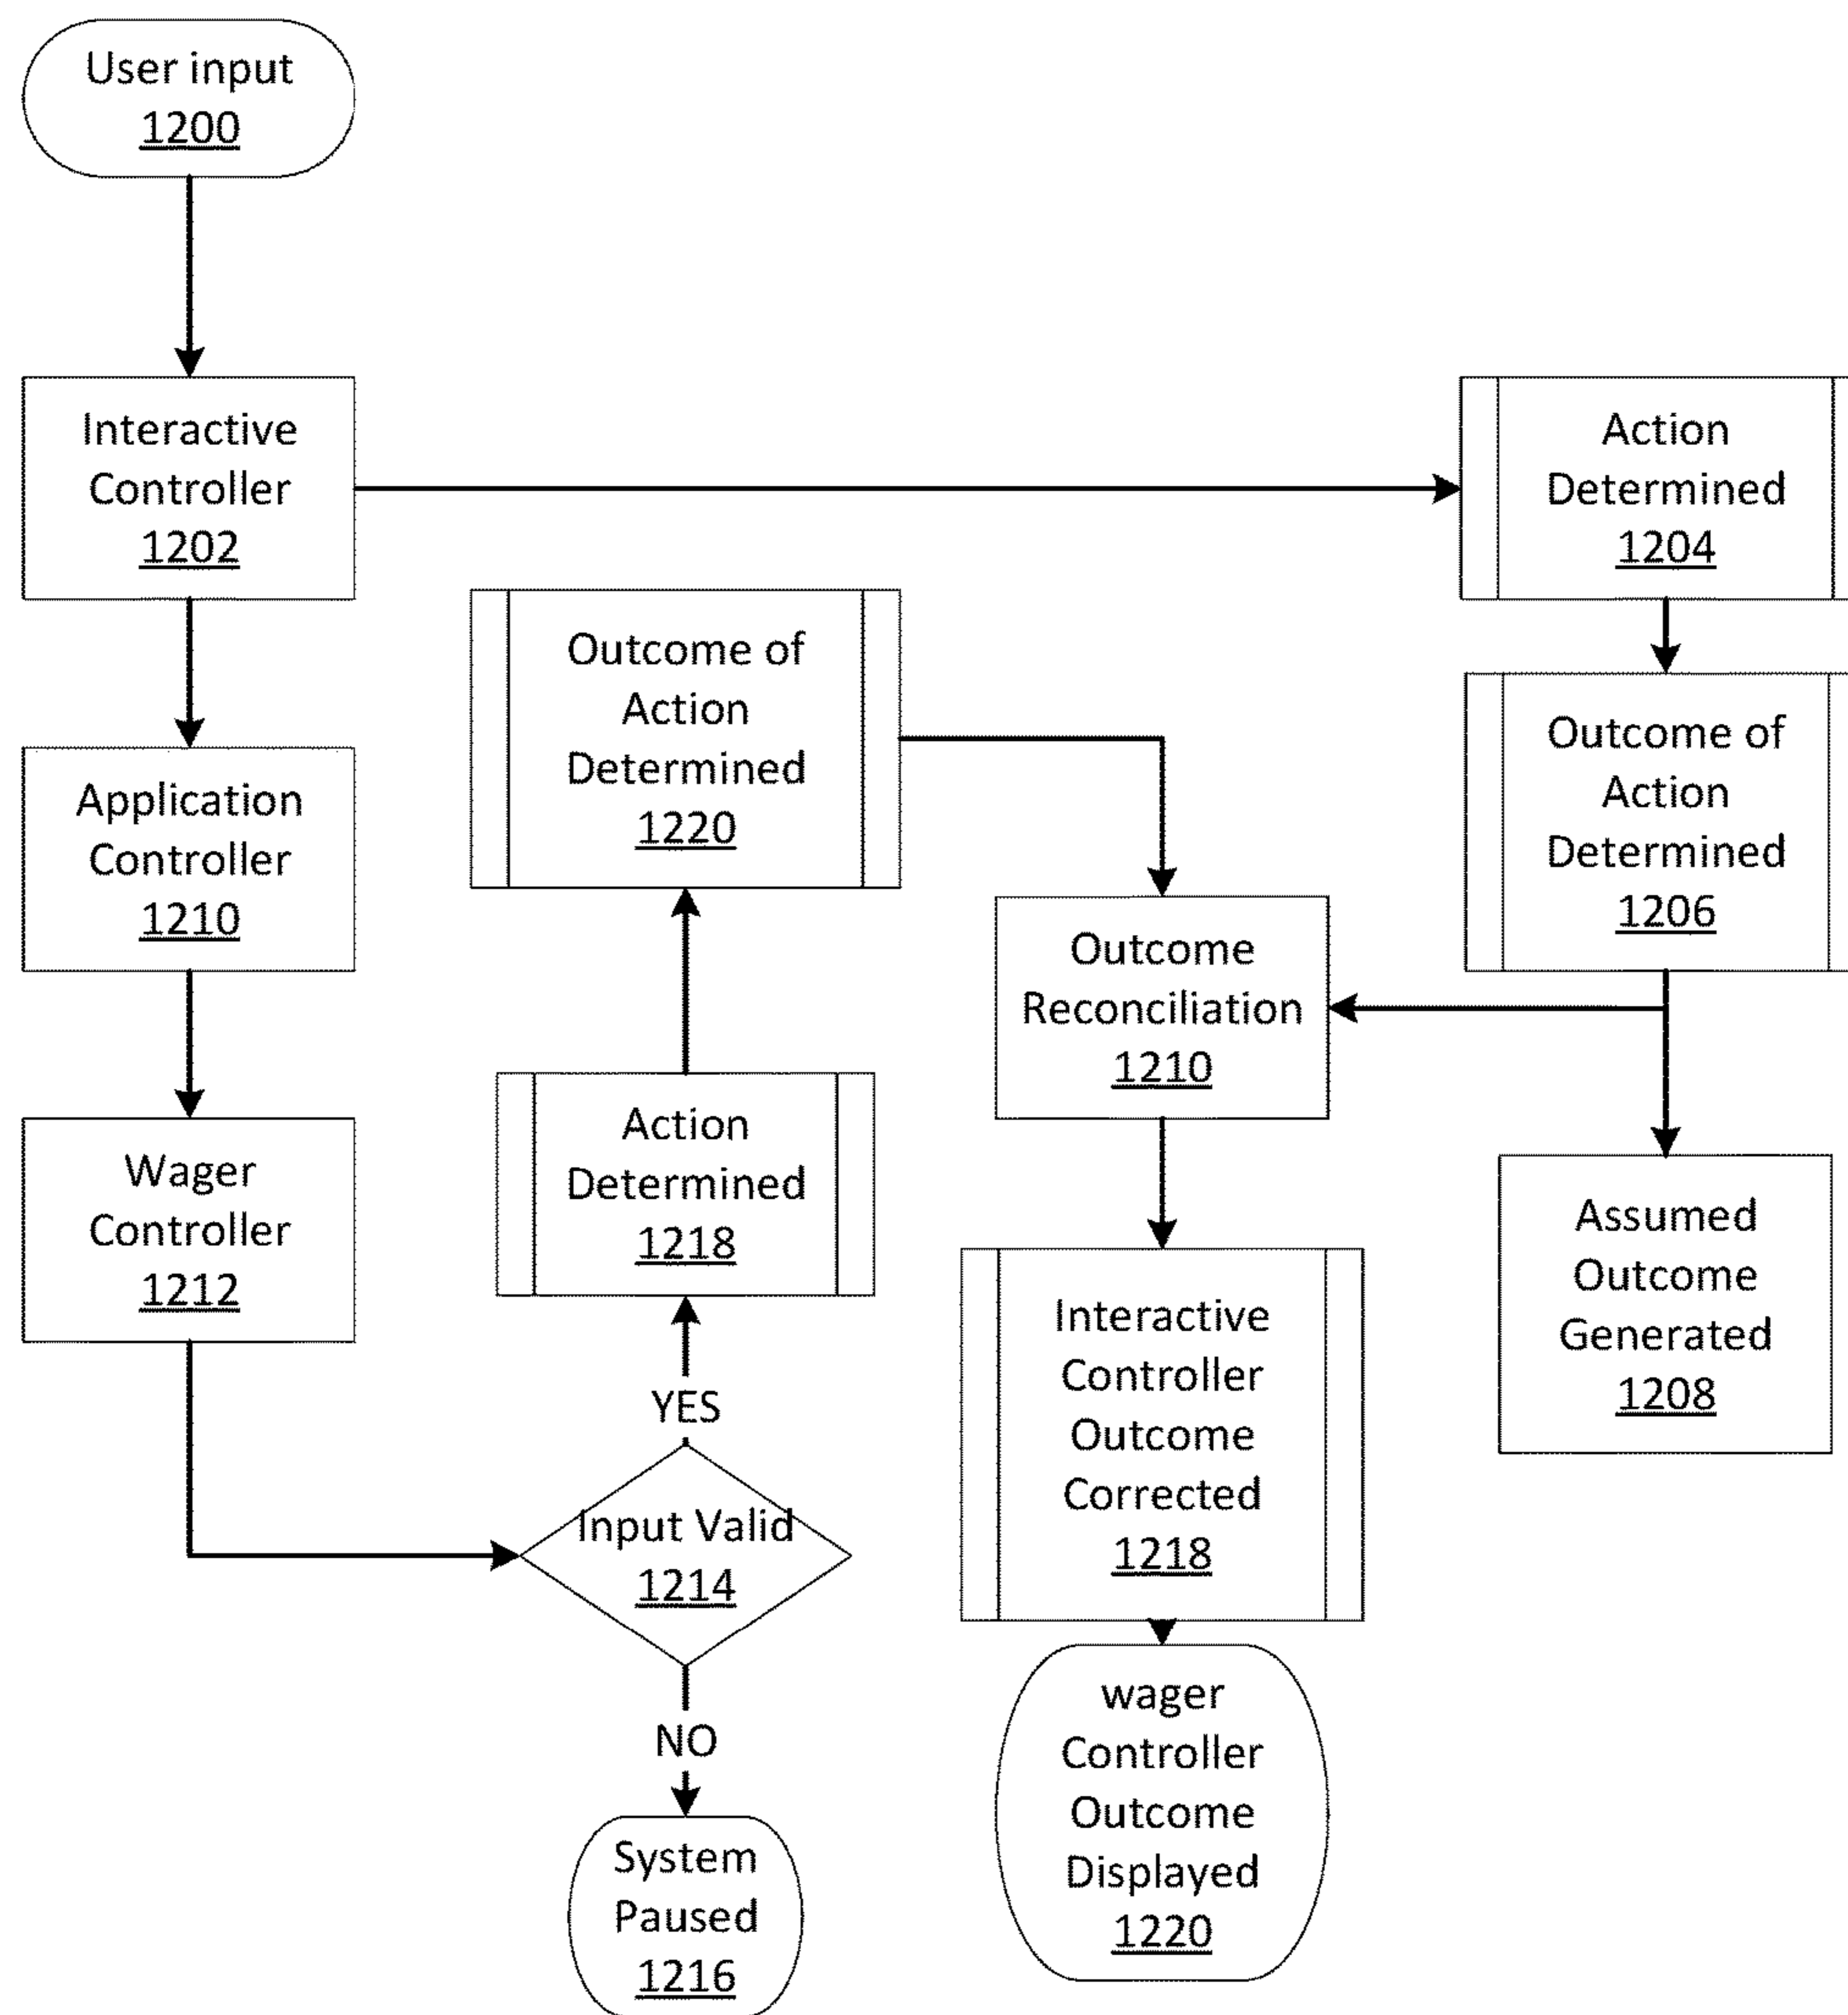 User input
1200
Interactive
Controller
1202
Action
Determined
1204
Outcome of
Action
Determined
1220
Outcome of
Action
Determined
1206
Application
Controller
1210
Outcome
Reconciliation
1210
Action
Determined
1218
Wager
Controller
1212
Assumed
Outcome
Generated
1208
Interactive
Controller
Outcome
Corrected
1218
YES
Input Valid
1214
NO
wager
Controller
Outcome
Displayed
1220
System
Paused
1216